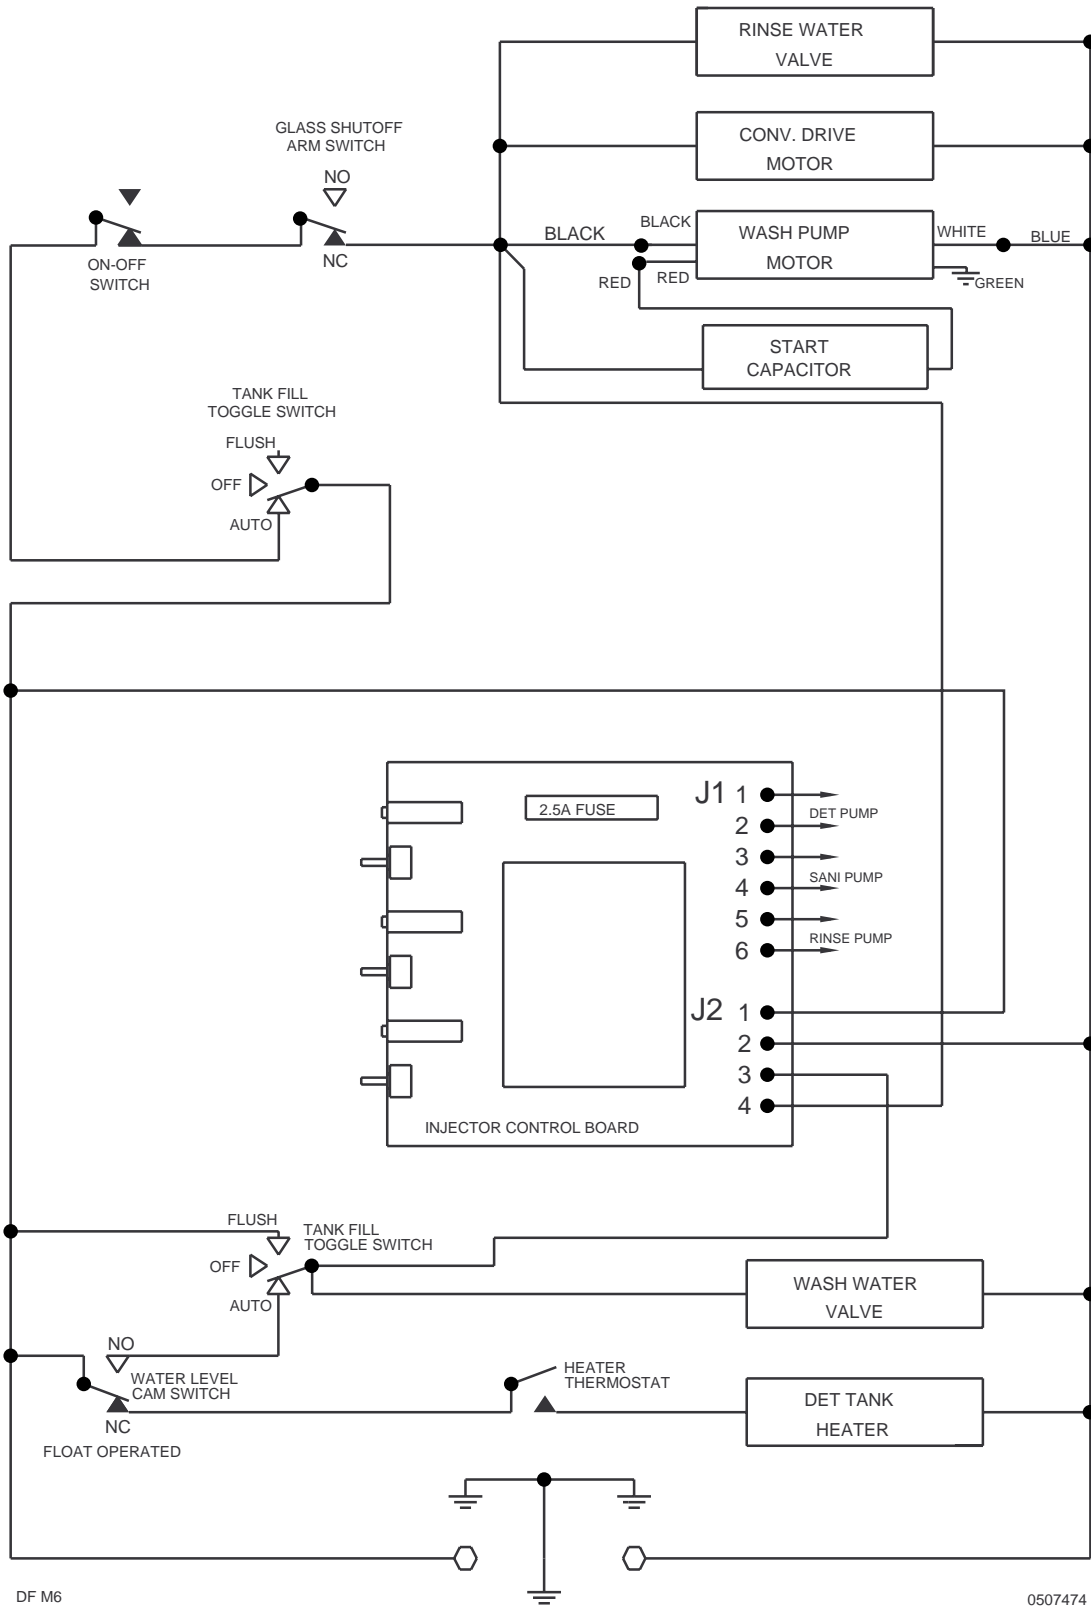 RINSE WATER
VALVE
GLASS SHUTOFF
ARM SWITCH
NO
NC
ON-OFF
SWITCH
CONV. DRIVE
MOTOR
BLACK
BLACK
RED
RED
WASH PUMP
MOTOR
WHITE
BLUE
GREEN
START
CAPACITOR
TANK FILL
TOGGLE SWITCH
FLUSH
OFF
AUTO
2.5A FUSE
J1 1
DET PUMP
2
3
SANI PUMP
4
5
RINSE PUMP
6
J2 1
2
3
4
INJECTOR CONTROL BOARD
FLUSH
TANK FILL
TOGGLE SWITCH
OFF
AUTO
WASH WATER
VALVE
NO
WATER LEVEL
CAM SWITCH
NC
FLOAT OPERATED
HEATER
THERMOSTAT
DET TANK
HEATER
DF M6
0507474